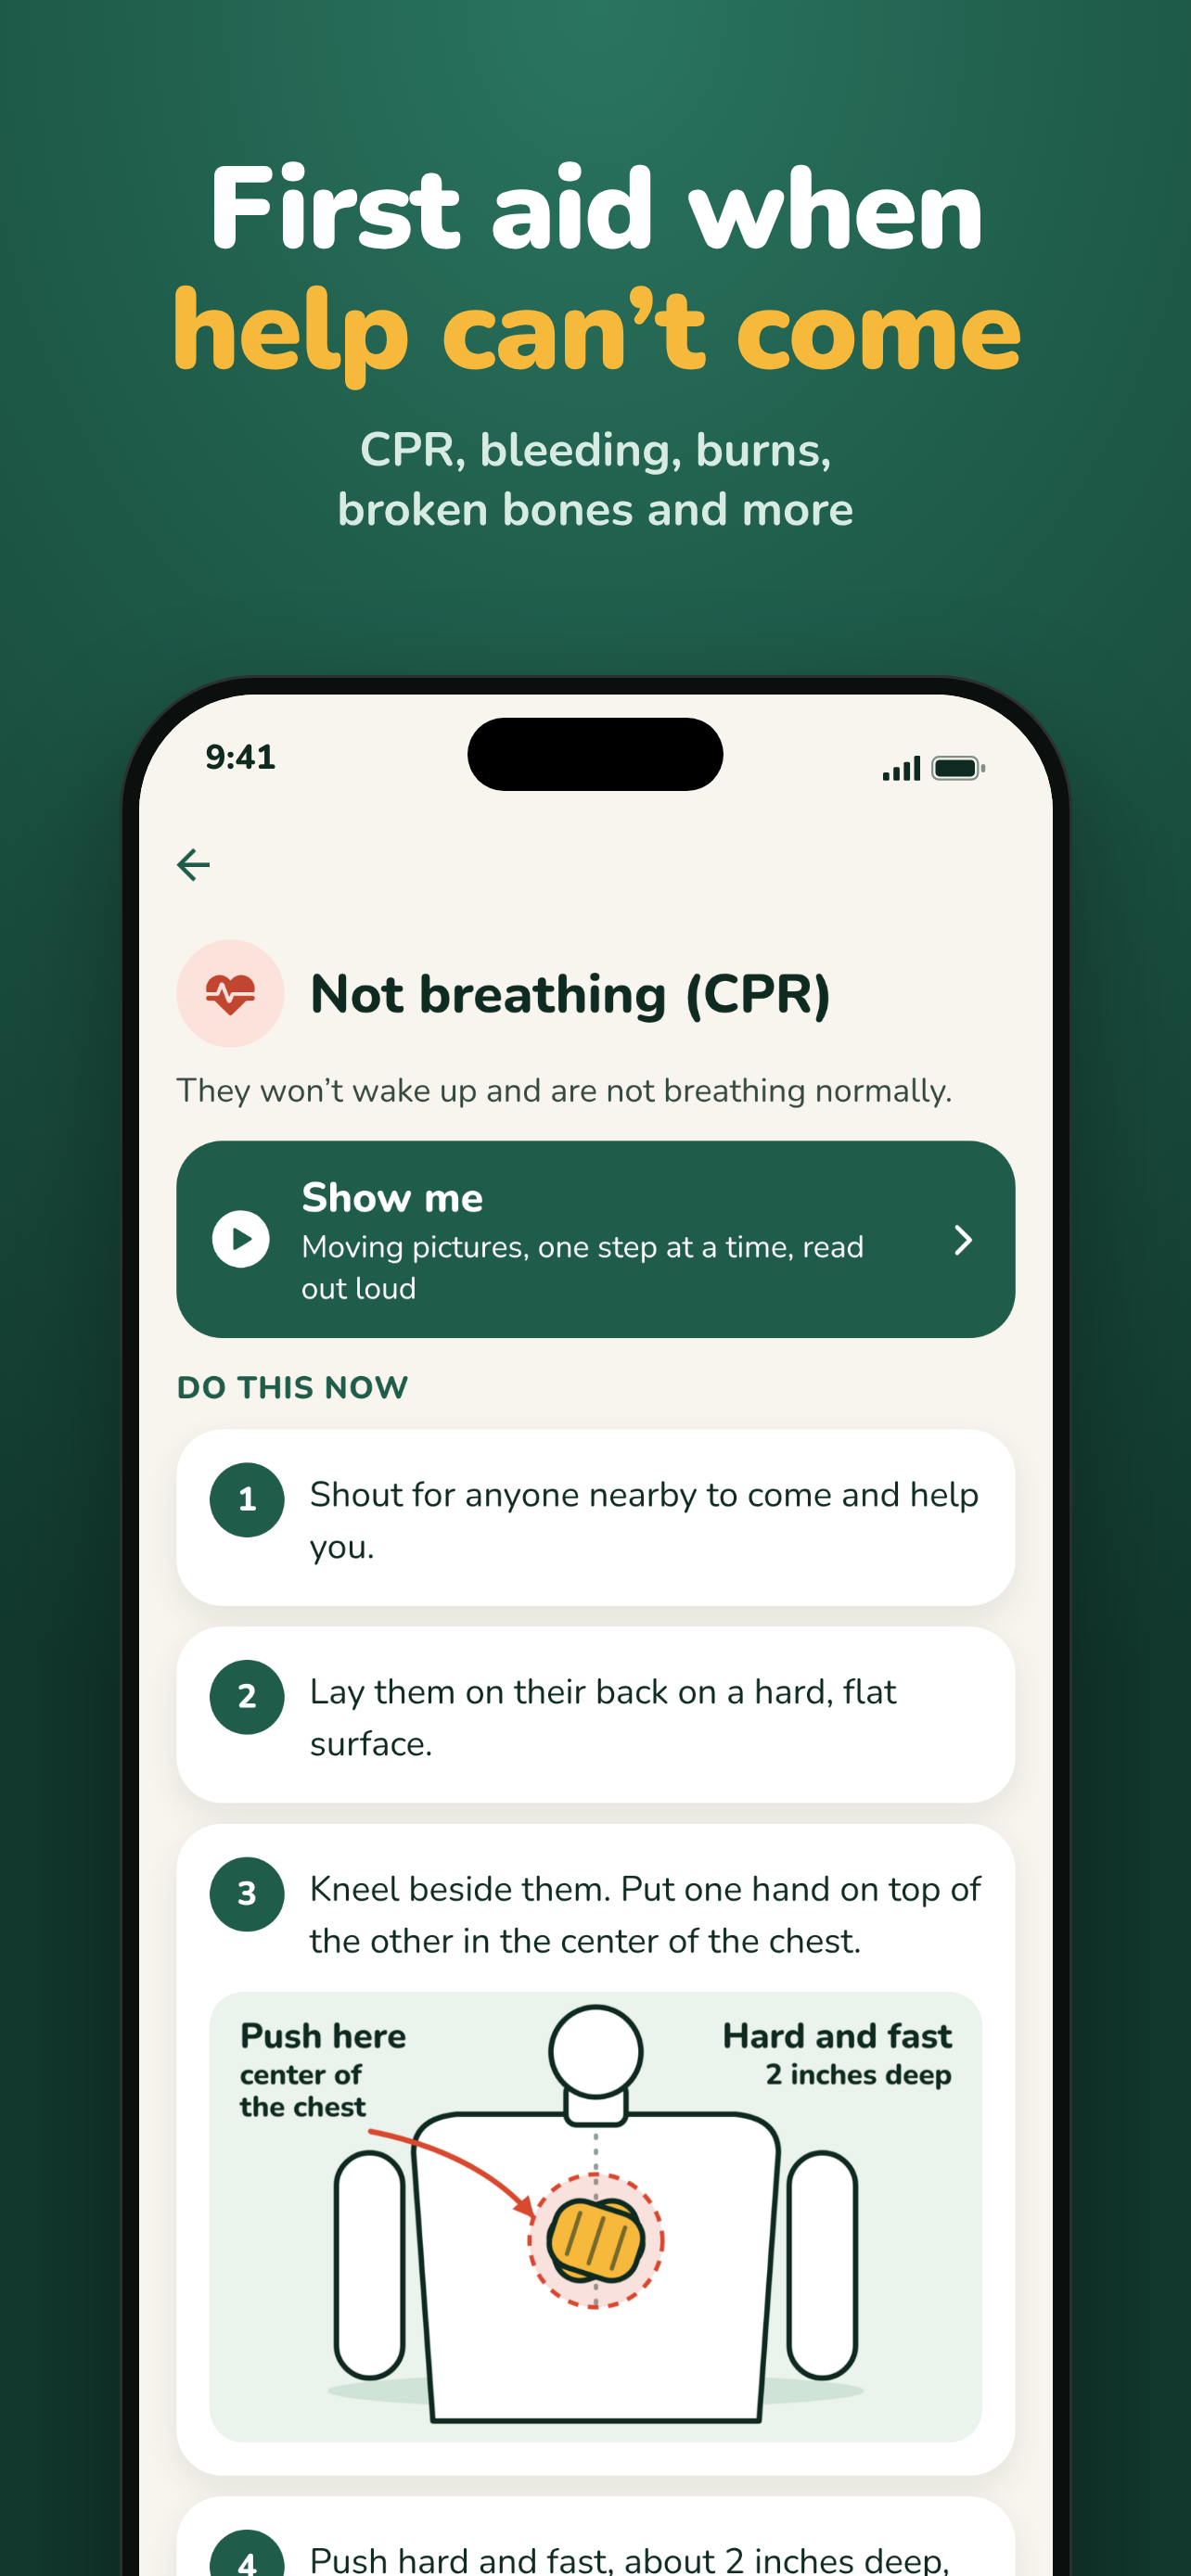 First aid when
help can’t come
CPR, bleeding, burns,
broken bones and more
9:41
Not breathing (CPR)
They won’t wake up and are not breathing normally.
Show me
Moving pictures, one step at a time, read
out loud
DO THIS NOW
1
Shout for anyone nearby to come and help
you.
2
Lay them on their back on a hard, flat
surface.
3
Kneel beside them. Put one hand on top of
the other in the center of the chest.
Push here
center of
the chest
Hard and fast
2 inches deep
4
Push hard and fast, about 2 inches deep,